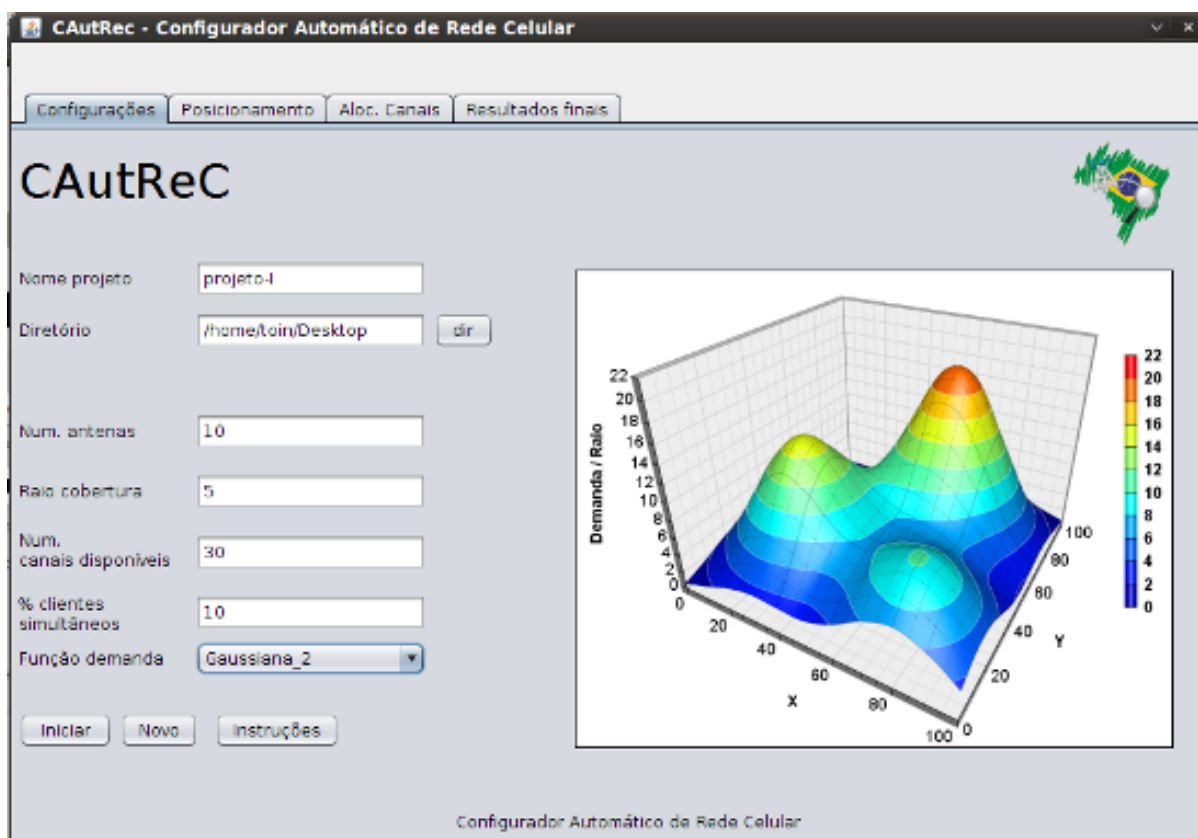 CAutRec - Configurador Automático de Rede Celular
Configurações Posicionamento Aloc. Canais Resultados finais
CAutReC
Nome projeto projeto-I
Diretório /home/toin/Desktop dir
Num. antenas 10
Raio cobertura 5
Num.
canais disponíveis 30
% clientes
simultâneos 10
Função demanda Gaussiana_2
Iniciar Novo Instruções
Demanda / Raio
22
20
18
16
14
12
10
8
6
4
2
0
0
20
40
60
80
100
X
0
20
40
60
80
100
Y
22
20
18
16
14
12
10
8
6
4
2
0
Configurador Automático de Rede Celular